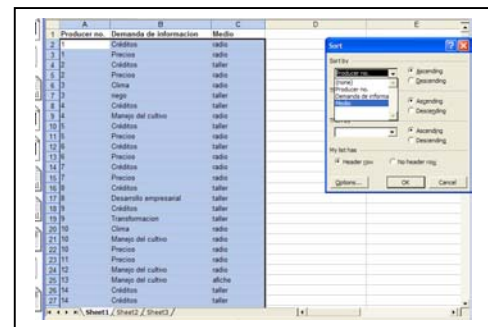 A B C D E
1 Producer no. Demanda de informacion Medio
2 1 Créditos radio
3 1 Precios radio
4 2 Créditos taller
5 2 Precios radio
6 3 Clima radio
7 3 riego taller
8 4 Créditos radio
9 4 Manejo del cultivo radio
10 5 Créditos taller
11 5 Precios radio
12 6 Créditos taller
13 6 Precios radio
14 7 Créditos radio
15 7 Precios radio
16 8 Créditos taller
17 8 Desarrollo empresarial taller
18 9 Créditos taller
19 9 Transformacion taller
20 10 Clima radio
21 10 Manejo del cultivo radio
22 10 Precios radio
23 11 Precios radio
24 12 Manejo del cultivo radio
25 13 Manejo del cultivo afiche
26 14 Créditos taller
27 14 Créditos taller
Sheet1 / Sheet2 / Sheet3
Sort
Sort by
Producer no. Ascending
(none) Descending
Producer no.
Demanda de informa
Medio
Ascending
Descending
Ascending
Descending
My list has
Header row No header row
Options... OK Cancel